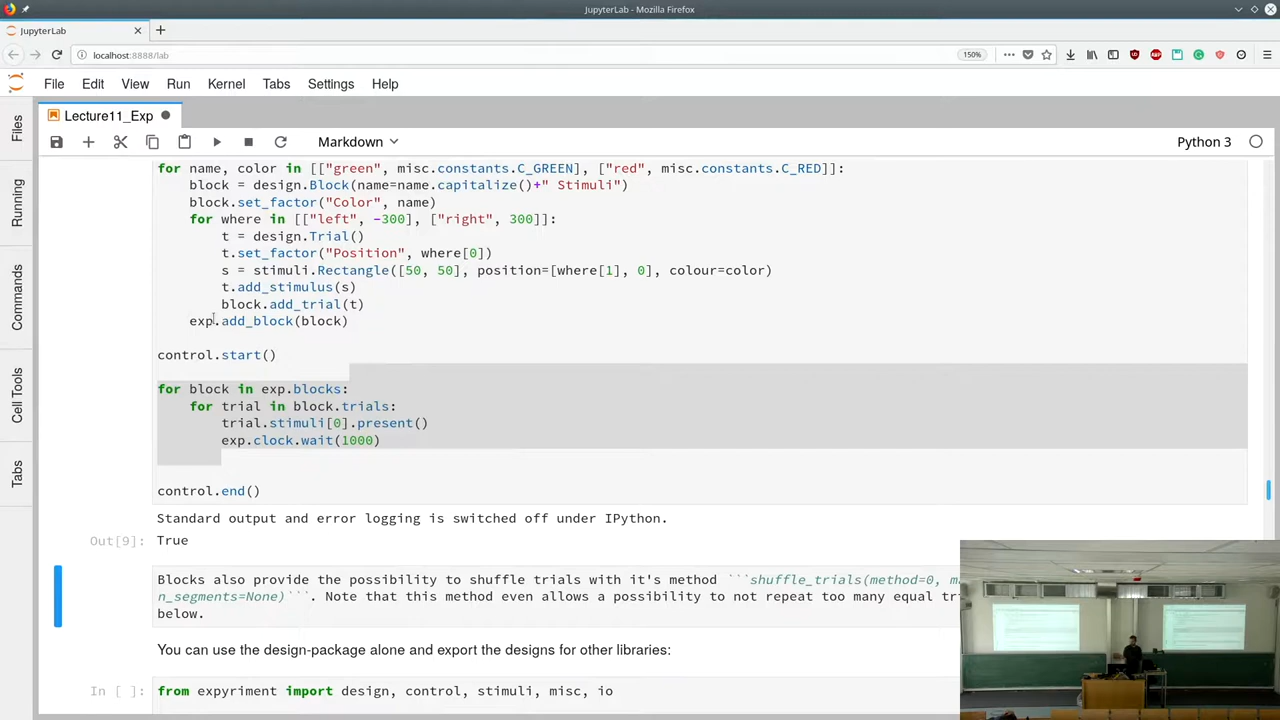 JupyterLab - Mozilla Firefox
JupyterLab
localhost:8888/lab
150%
File Edit View Run Kernel Tabs Settings Help
Lecture11_Exp
Markdown
Python 3
Files
Running
Commands
Cell Tools
Tabs
for name, color in [["green", misc.constants.C_GREEN], ["red", misc.constants.C_RED]]:
block = design.Block(name=name.capitalize()+" Stimuli")
block.set_factor("Color", name)
for where in [["left", -300], ["right", 300]]:
t = design.Trial()
t.set_factor("Position", where[0])
s = stimuli.Rectangle([50, 50], position=[where[1], 0], colour=color)
t.add_stimulus(s)
block.add_trial(t)
exp.add_block(block)
control.start()
for block in exp.blocks:
for trial in block.trials:
trial.stimuli[0].present()
exp.clock.wait(1000)
control.end()
Standard output and error logging is switched off under IPython.
Out[9]: True
Blocks also provide the possibility to shuffle trials with it's method ```shuffle_trials(method=0,
n_segments=None)```. Note that this method even allows a possibility to not repeat too many equal
below.
You can use the design-package alone and export the designs for other libraries:
In [ ]: from expyriment import design, control, stimuli, misc, io